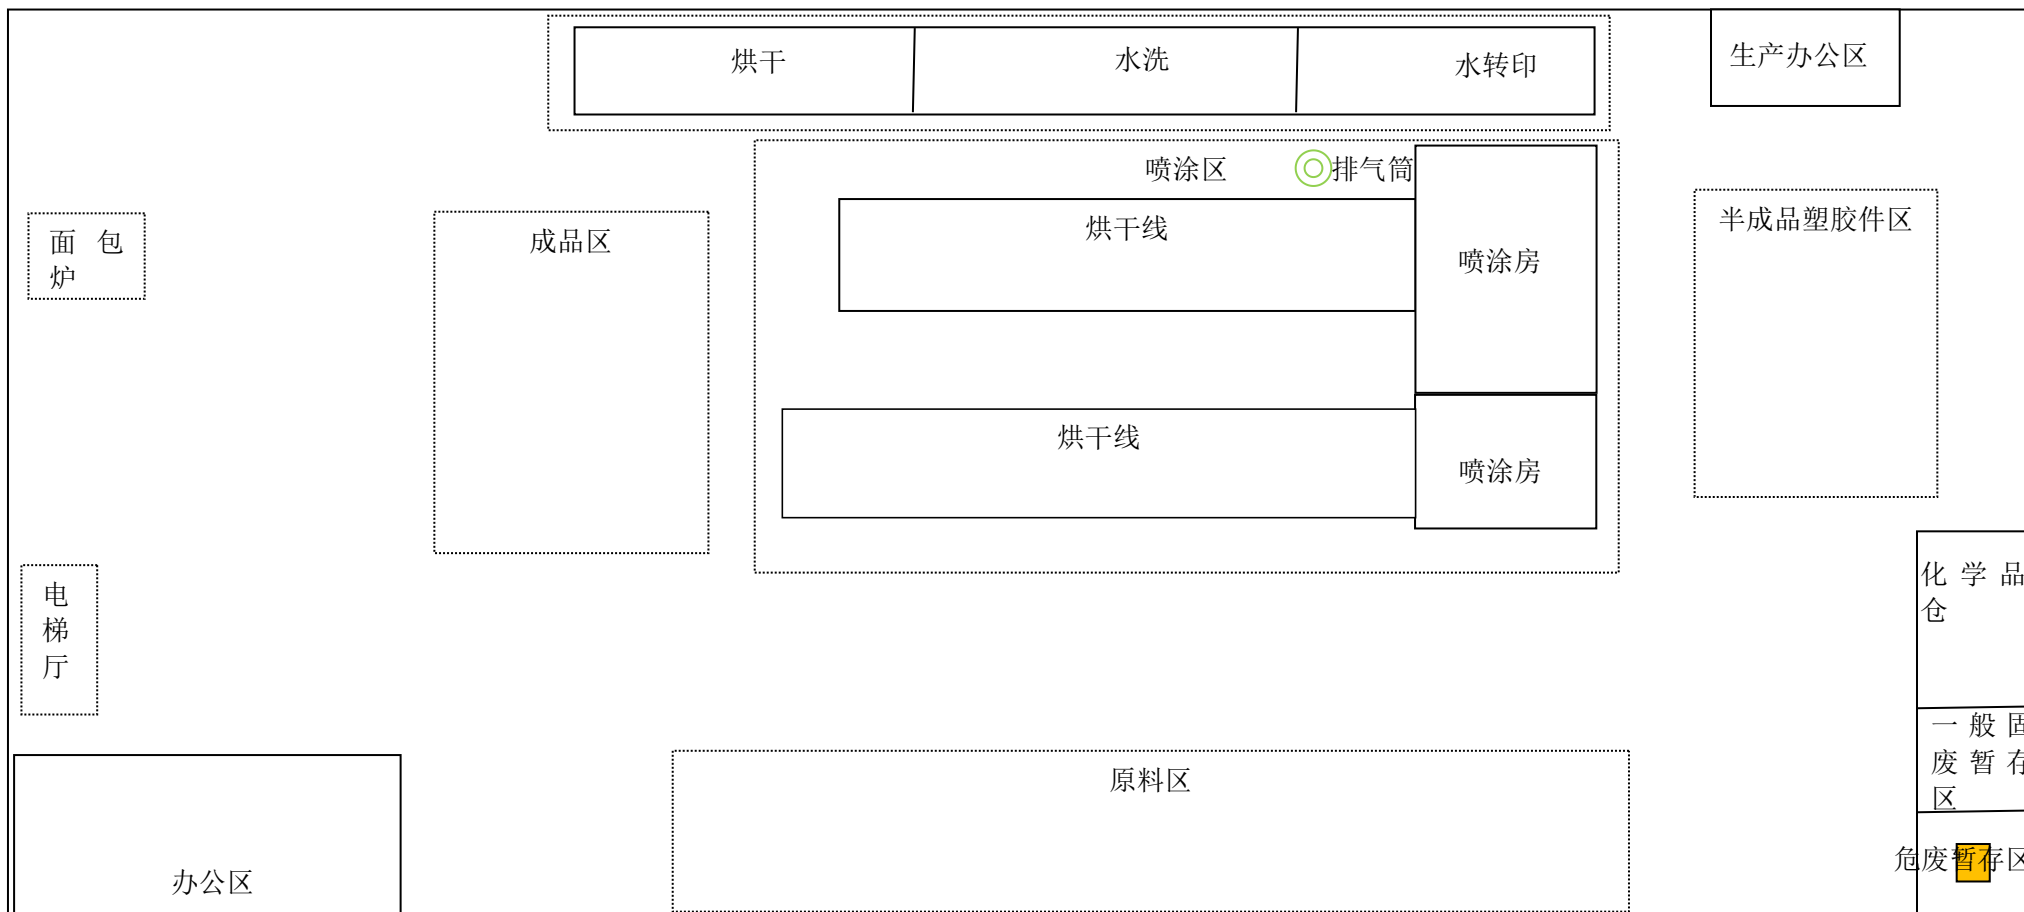 烘干
水洗
水转印
生产办公区
喷涂区
排气筒
半成品塑胶件区
面 包
炉
成品区
烘干线
喷涂房
烘干线
喷涂房
电
梯
厅
化 学 品
仓
一 般 固
废 暂 存
区
原料区
危废暂存区
办公区